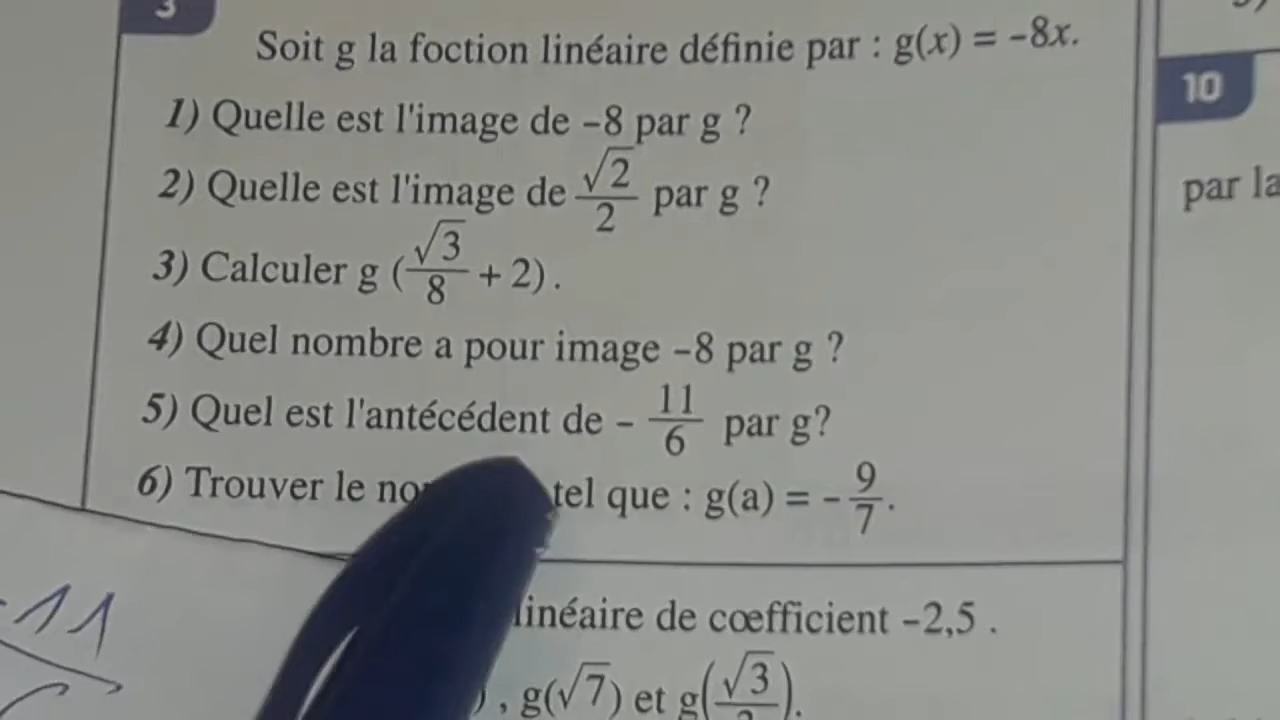 3
Soit g la foction linéaire définie par : g(x) = -8x.
1) Quelle est l'image de -8 par g ?
2) Quelle est l'image de √2/2 par g ?
3) Calculer g (√3/8 + 2).
4) Quel nombre a pour image -8 par g ?
5) Quel est l'antécédent de - 11/6 par g?
6) Trouver le tel que : g(a) = - 9/7.
linéaire de coefficient -2,5 .
), g(√7) et g(√3/2).
10
par la
-11